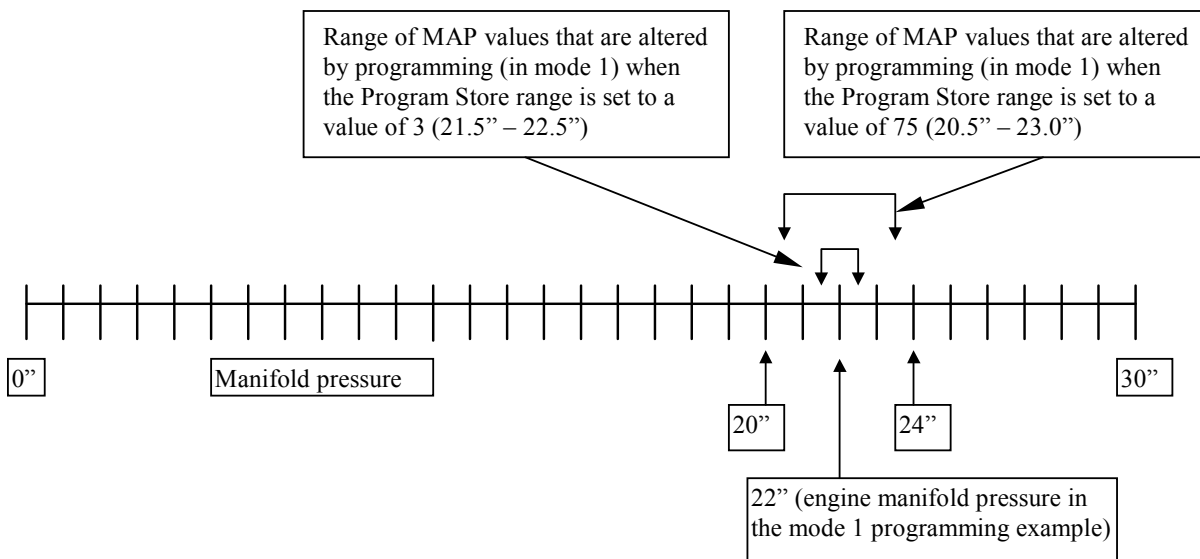 Range of MAP values that are altered
by programming (in mode 1) when
the Program Store range is set to a
value of 3 (21.5” – 22.5”)
Range of MAP values that are altered
by programming (in mode 1) when
the Program Store range is set to a
value of 75 (20.5” – 23.0”)
0”
Manifold pressure
30”
20”
24”
22” (engine manifold pressure in
the mode 1 programming example)